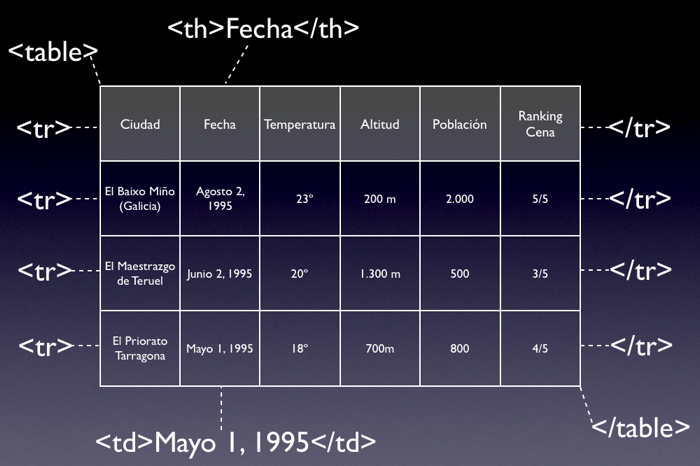 <th>Fecha</th>
<table>
<tr> Ciudad Fecha Temperatura Altitud Población Ranking Cena </tr>
<tr> El Baixo Miño (Galicia) Agosto 2, 1995 23º 200 m 2.000 5/5 </tr>
<tr> El Maestrazgo de Teruel Junio 2, 1995 20º 1.300 m 500 3/5 </tr>
<tr> El Priorato Tarragona Mayo 1, 1995 18º 700m 800 4/5 </tr>
</table>
<td>Mayo 1, 1995</td>